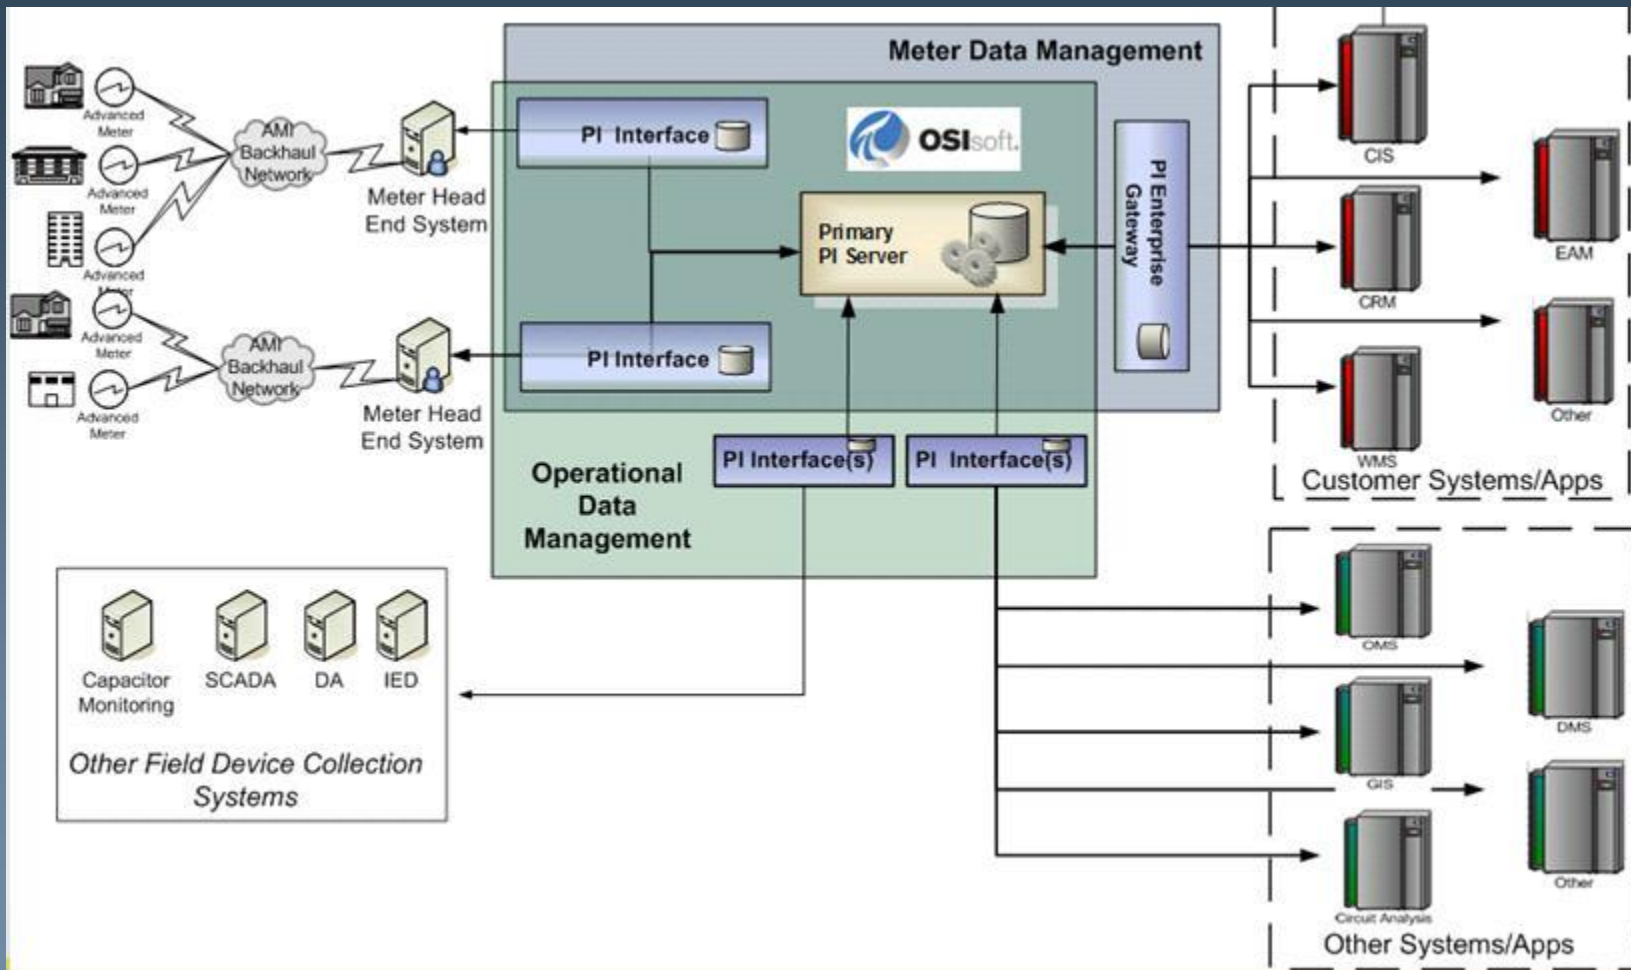 Meter Data Management
PI Interface
OSIsoft.
Primary
PI Server
PI Enterprise
Gateway
PI Interface
PI Interface(s)
PI Interface(s)
Operational
Data
Management
Advanced
Meter
Advanced
Meter
Advanced
Meter
AMI
Backhaul
Network
Meter Head
End System
Advanced
Meter
Advanced
Meter
AMI
Backhaul
Network
Meter Head
End System
CIS
EAM
CRM
Other
WMS
Customer Systems/Apps
Capacitor
Monitoring
SCADA
DA
IED
Other Field Device Collection
Systems
OMS
DMS
GIS
Other
Circuit Analysis
Other Systems/Apps